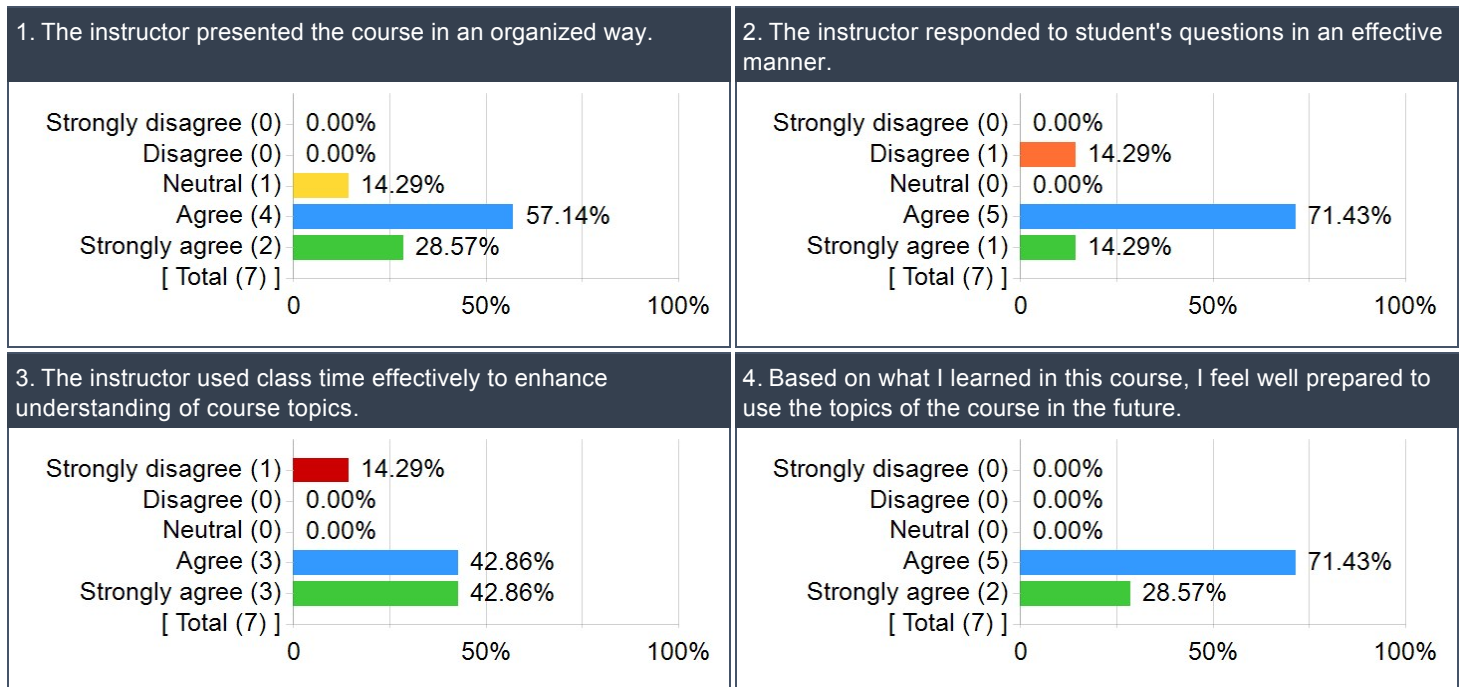 1. The instructor presented the course in an organized way.
Strongly disagree (0) 0.00%
Disagree (0) 0.00%
Neutral (1) 14.29%
Agree (4) 57.14%
Strongly agree (2) 28.57%
[ Total (7) ]
0 50% 100%
2. The instructor responded to student's questions in an effective
manner.
Strongly disagree (0) 0.00%
Disagree (1) 14.29%
Neutral (0) 0.00%
Agree (5) 71.43%
Strongly agree (1) 14.29%
[ Total (7) ]
0 50% 100%
3. The instructor used class time effectively to enhance
understanding of course topics.
Strongly disagree (1) 14.29%
Disagree (0) 0.00%
Neutral (0) 0.00%
Agree (3) 42.86%
Strongly agree (3) 42.86%
[ Total (7) ]
0 50% 100%
4. Based on what I learned in this course, I feel well prepared to
use the topics of the course in the future.
Strongly disagree (0) 0.00%
Disagree (0) 0.00%
Neutral (0) 0.00%
Agree (5) 71.43%
Strongly agree (2) 28.57%
[ Total (7) ]
0 50% 100%